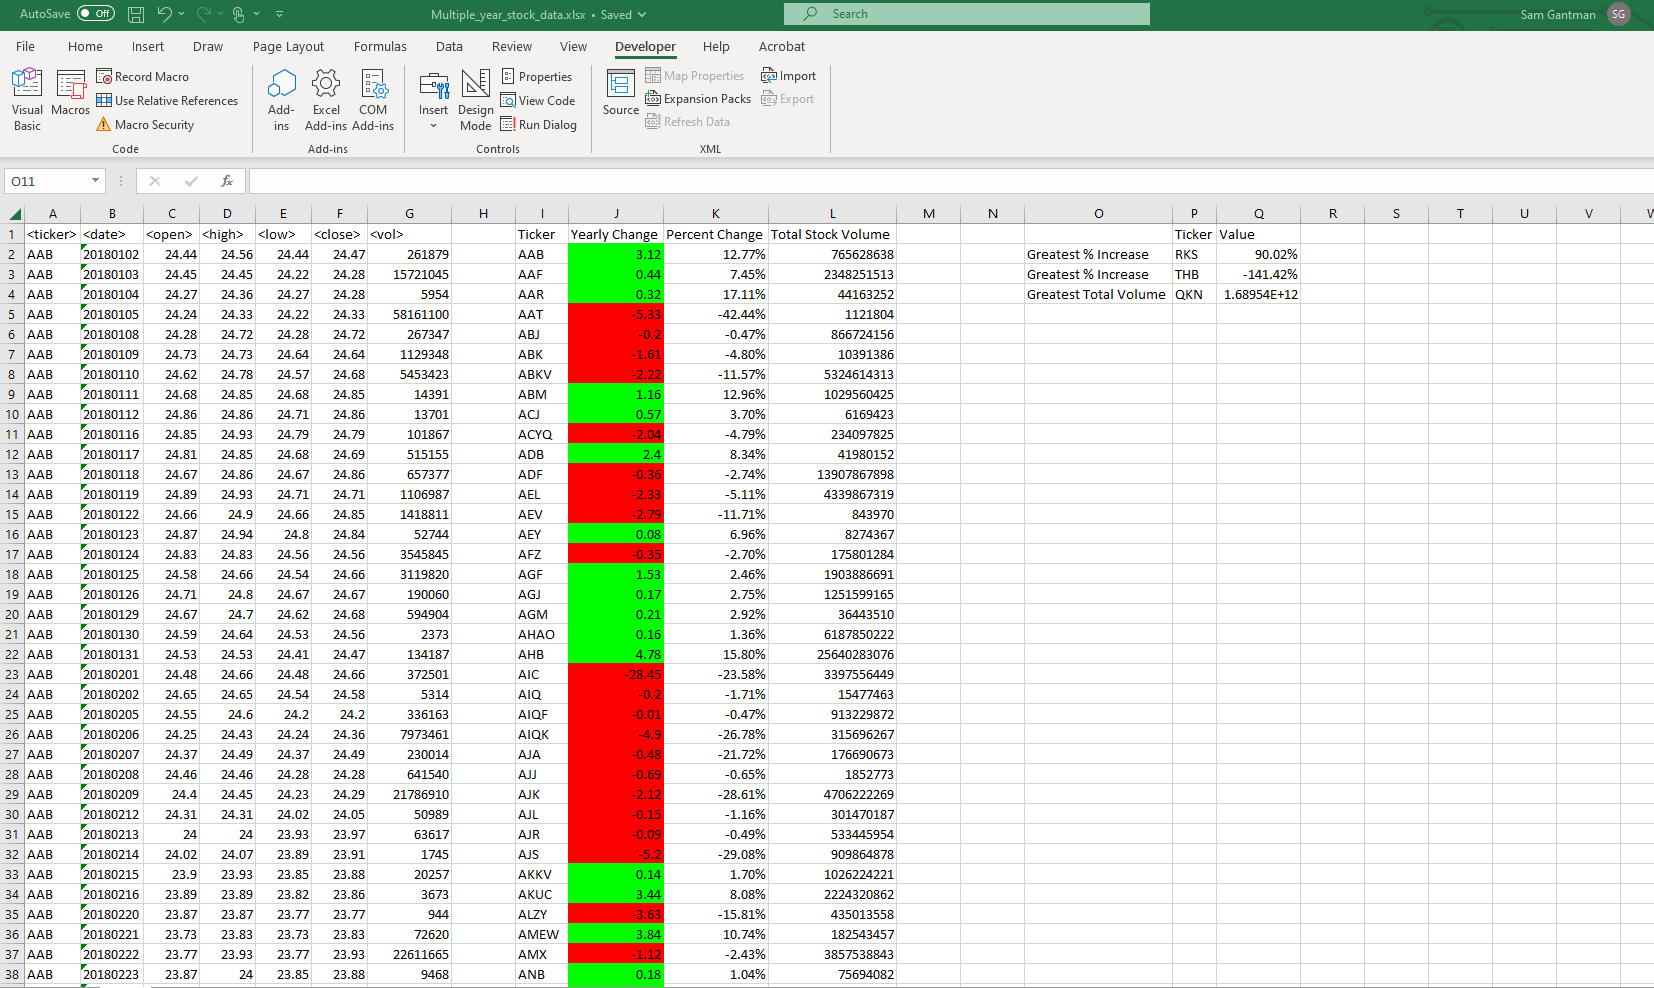 AutoSave Off Multiple_year_stock_data.xlsx • Saved Search Sam Gantman SG
File Home Insert Draw Page Layout Formulas Data Review View Developer Help Acrobat
Visual Basic Macros Record Macro Use Relative References Macro Security Code
Add-ins Excel Add-ins COM Add-ins Add-ins
Insert Design Mode Properties View Code Run Dialog Controls
Source Map Properties Expansion Packs Refresh Data Import Export XML
O11 fx
A B C D E F G H I J K L M N O P Q R S T U V W
1 <ticker> <date> <open> <high> <low> <close> <vol> Ticker Yearly Change Percent Change Total Stock Volume Ticker Value
2 AAB 20180102 24.44 24.56 24.44 24.47 261879 AAB 3.12 12.77% 765628638 Greatest % Increase RKS 90.02%
3 AAB 20180103 24.45 24.45 24.22 24.28 15721045 AAF 0.44 7.45% 2348251513 Greatest % Increase THB -141.42%
4 AAB 20180104 24.27 24.36 24.27 24.28 5954 AAR 0.32 17.11% 44163252 Greatest Total Volume QKN 1.68954E+12
5 AAB 20180105 24.24 24.33 24.22 24.33 58161100 AAT -5.33 -42.44% 1121804
6 AAB 20180108 24.28 24.72 24.28 24.72 267347 ABJ -0.2 -0.47% 866724156
7 AAB 20180109 24.73 24.73 24.64 24.64 1129348 ABK -1.61 -4.80% 10391386
8 AAB 20180110 24.62 24.78 24.57 24.68 5453423 ABKV -2.22 -11.57% 5324614313
9 AAB 20180111 24.68 24.85 24.68 24.85 14391 ABM 1.16 12.96% 1029560425
10 AAB 20180112 24.86 24.86 24.71 24.86 13701 ACJ 0.57 3.70% 6169423
11 AAB 20180116 24.85 24.93 24.79 24.79 101867 ACYQ -2.04 -4.79% 234097825
12 AAB 20180117 24.81 24.85 24.68 24.69 515155 ADB 2.4 8.34% 41980152
13 AAB 20180118 24.67 24.86 24.67 24.86 657377 ADF -0.36 -2.74% 13907867898
14 AAB 20180119 24.89 24.93 24.71 24.71 1106987 AEL -2.33 -5.11% 4339867319
15 AAB 20180122 24.66 24.9 24.66 24.85 1418811 AEV -2.79 -11.71% 843970
16 AAB 20180123 24.87 24.94 24.8 24.84 52744 AEY 0.08 6.96% 8274367
17 AAB 20180124 24.83 24.83 24.56 24.56 3545845 AFZ -0.35 -2.70% 175801284
18 AAB 20180125 24.58 24.66 24.54 24.66 3119820 AGF 1.53 2.46% 1903886691
19 AAB 20180126 24.71 24.8 24.67 24.67 190060 AGJ 0.17 2.75% 1251599165
20 AAB 20180129 24.67 24.7 24.62 24.68 594904 AGM 0.21 2.92% 36443510
21 AAB 20180130 24.59 24.64 24.53 24.56 2373 AHAO 0.16 1.36% 6187850222
22 AAB 20180131 24.53 24.53 24.41 24.47 134187 AHB 4.78 15.80% 25640283076
23 AAB 20180201 24.48 24.66 24.48 24.66 372501 AIC -28.45 -23.58% 3397556449
24 AAB 20180202 24.65 24.65 24.54 24.58 5314 AIQ -0.2 -1.71% 15477463
25 AAB 20180205 24.55 24.6 24.2 24.2 336163 AIQF -0.01 -0.47% 913229872
26 AAB 20180206 24.25 24.43 24.24 24.36 7973461 AIQK -4.9 -26.78% 315696267
27 AAB 20180207 24.37 24.49 24.37 24.49 230014 AJA -0.48 -21.72% 176690673
28 AAB 20180208 24.46 24.46 24.28 24.28 641540 AJJ -0.69 -0.65% 1852773
29 AAB 20180209 24.4 24.45 24.23 24.29 21786910 AJK -2.12 -28.61% 4706222269
30 AAB 20180212 24.31 24.31 24.02 24.05 50989 AJL -0.15 -1.16% 301470187
31 AAB 20180213 24 24 23.93 23.97 63617 AJR -0.09 -0.49% 533445954
32 AAB 20180214 24.02 24.07 23.89 23.91 1745 AJS -5.2 -29.08% 909864878
33 AAB 20180215 23.9 23.93 23.85 23.88 20257 AKKV 0.14 1.70% 1026224221
34 AAB 20180216 23.89 23.89 23.82 23.86 3673 AKUC 3.44 8.08% 2224320862
35 AAB 20180220 23.87 23.87 23.77 23.77 944 ALZY -3.63 -15.81% 435013558
36 AAB 20180221 23.73 23.83 23.73 23.83 72620 AMEW 3.84 10.74% 182543457
37 AAB 20180222 23.77 23.93 23.77 23.93 22611665 AMX -1.12 -2.43% 3857538843
38 AAB 20180223 23.87 24 23.85 23.88 9468 ANB 0.18 1.04% 75694082